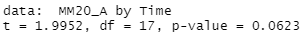 data:  MM20_A by Time
t = 1.9952, df = 17, p-value = 0.0623